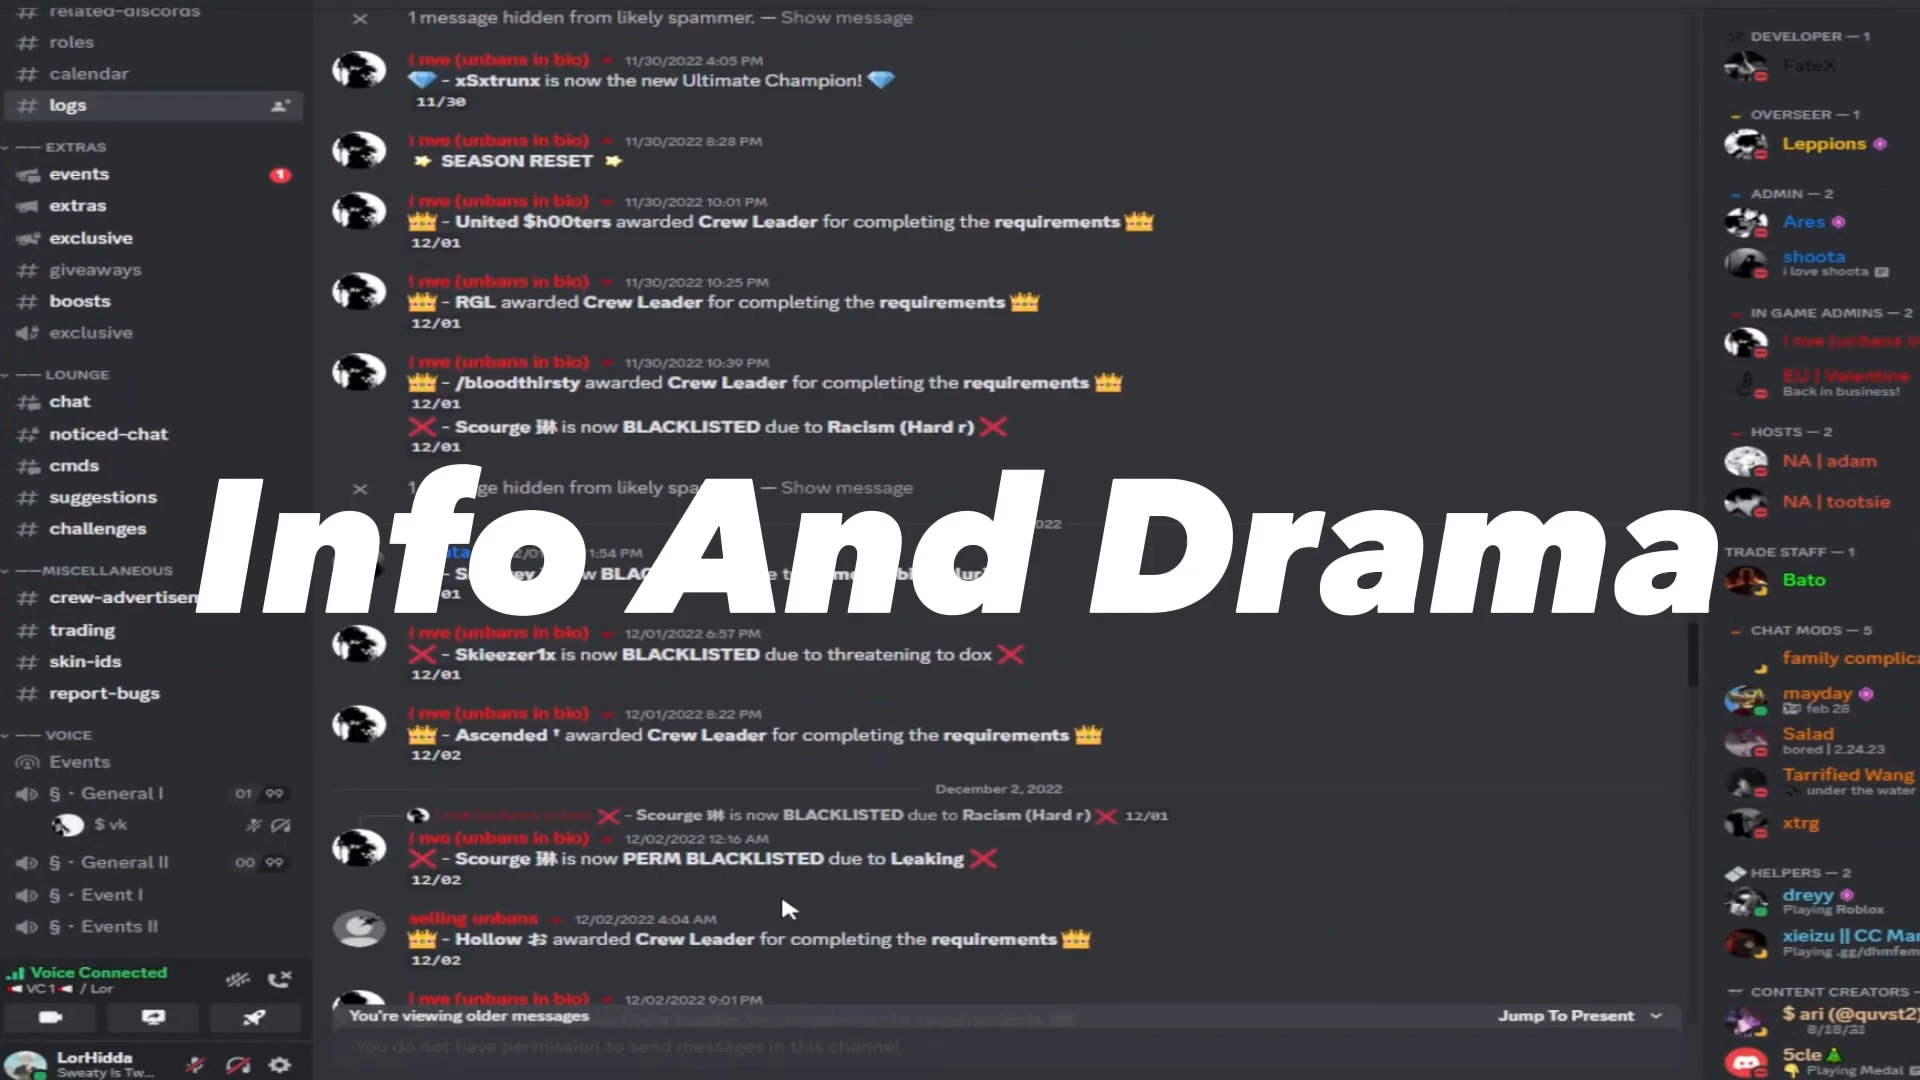 # related-discords
# roles
# calendar
# logs
EXTRAS
events 1
extras
exclusive
# giveaways
# boosts
exclusive
LOUNGE
chat
noticed-chat
cmds
# suggestions
# challenges
MISCELLANEOUS
# crew-advertisen
# trading
# skin-ids
# report-bugs
VOICE
Events
§ · General I 01 99
$ vk
§ · General II 00 99
§ · Event I
§ · Events II
Voice Connected
VC1 / Lor
LorHidda
Sweaty Is Tw...
1 message hidden from likely spammer. — Show message
! nve (unbans in bio) 11/30/2022 4:05 PM
💎 - xSxtrunx is now the new Ultimate Champion! 💎
11/30
! nve (unbans in bio) 11/30/2022 8:28 PM
SEASON RESET
! nve (unbans in bio) 11/30/2022 10:01 PM
👑 - United $h00ters awarded Crew Leader for completing the requirements 👑
12/01
! nve (unbans in bio) 11/30/2022 10:25 PM
👑 - RGL awarded Crew Leader for completing the requirements 👑
12/01
! nve (unbans in bio) 11/30/2022 10:39 PM
👑 - /bloodthirsty awarded Crew Leader for completing the requirements 👑
12/01
❌ - Scourge 琳 is now BLACKLISTED due to Racism (Hard r) ❌
12/01
hidden from likely — Show message
Info And Drama
1:54 PM
! nve (unbans in bio) 12/01/2022 6:57 PM
❌ - Skieezer1x is now BLACKLISTED due to threatening to dox ❌
12/01
! nve (unbans in bio) 12/01/2022 8:22 PM
👑 - Ascended † awarded Crew Leader for completing the requirements 👑
12/02
December 2, 2022
❌ - Scourge 琳 is now BLACKLISTED due to Racism (Hard r) ❌ 12/01
! nve (unbans in bio) 12/02/2022 12:16 AM
❌ - Scourge 琳 is now PERM BLACKLISTED due to Leaking ❌
12/02
selling unbans 12/02/2022 4:04 AM
👑 - Hollow お awarded Crew Leader for completing the requirements 👑
12/02
! nve (unbans in bio) 12/02/2022 9:01 PM
You're viewing older messages Jump To Present
You do not have permission to send messages in this channel.
DEVELOPER — 1
FateX
OVERSEER — 1
Leppions
ADMIN — 2
Ares
shoota
i love shoota
IN GAME ADMINS — 2
! nve (unbans in
EU | Valentine
Back in business!
HOSTS — 2
NA | adam
NA | tootsie
TRADE STAFF — 1
Bato
CHAT MODS — 5
family complica
mayday
feb 28
Salad
bored | 2.24.23
Tarrified Wang
under the water
xtrg
HELPERS — 2
dreyy
Playing Roblox
xieizu || CC Mar
Playing .gg/dhmfem
CONTENT CREATORS —
$ ari (@quvst2)
8/18/21
5cle🎄
Playing Medal